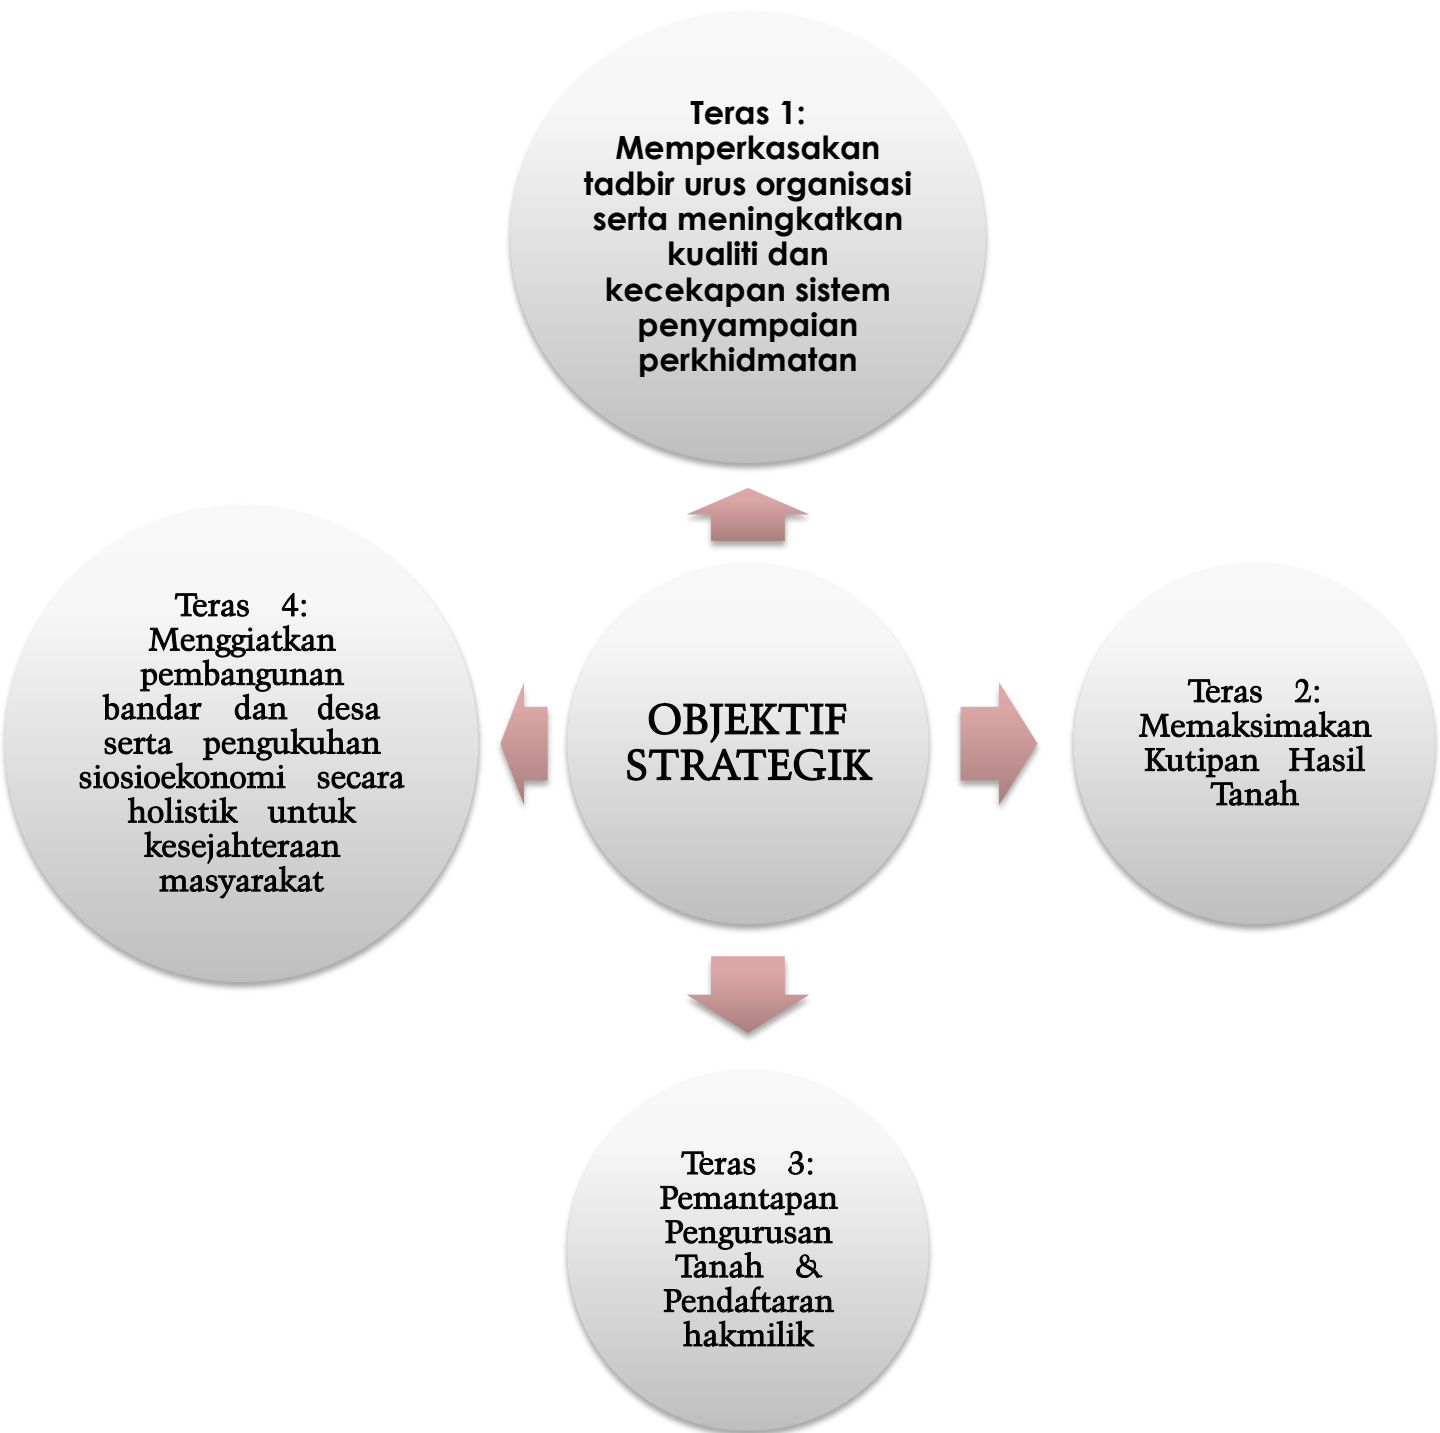 Teras 1:
Memperkasakan
tadbir urus organisasi
serta meningkatkan
kualiti dan
kecekapan sistem
penyampaian
perkhidmatan
Teras 4:
Menggiatkan
pembangunan
bandar dan desa
serta pengukuhan
siosioekonomi secara
holistik untuk
kesejahteraan
masyarakat
OBJEKTIF
STRATEGIK
Teras 2:
Memaksimakan
Kutipan Hasil
Tanah
Teras 3:
Pemantapan
Pengurusan
Tanah &
Pendaftaran
hakmilik